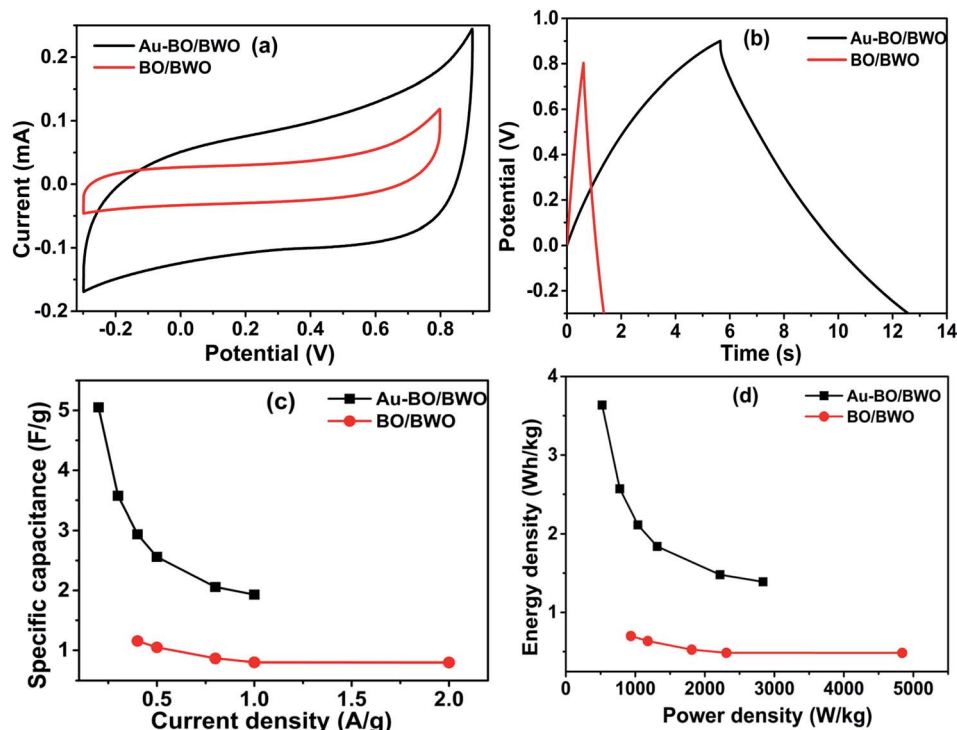 (a)
Au-BO/BWO
BO/BWO
Current (mA)
0.2
0.1
0.0
-0.1
-0.2
-0.2 0.0 0.2 0.4 0.6 0.8
Potential (V)
(b)
Au-BO/BWO
BO/BWO
Potential (V)
1.0
0.8
0.6
0.4
0.2
0.0
-0.2
0 2 4 6 8 10 12 14
Time (s)
(c)
Au-BO/BWO
BO/BWO
Specific capacitance (F/g)
5
4
3
2
1
0.5 1.0 1.5 2.0
Current density (A/g)
(d)
Au-BO/BWO
BO/BWO
Energy density (Wh/kg)
4
3
2
1
0 1000 2000 3000 4000 5000
Power density (W/kg)